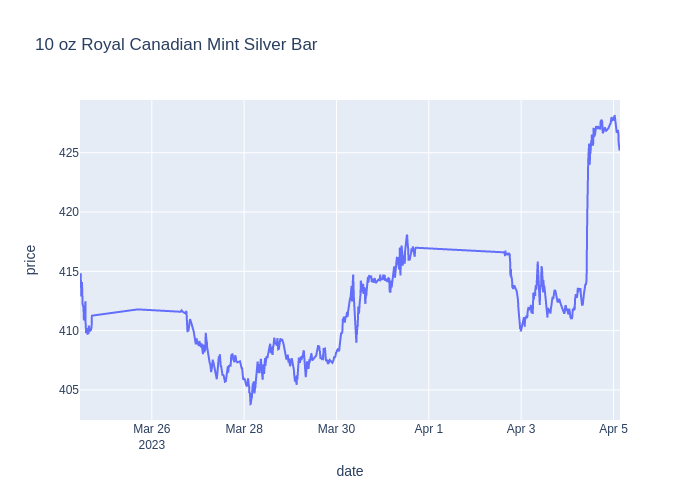 10 oz Royal Canadian Mint Silver Bar
price
425
420
415
410
405
Mar 26
2023
Mar 28
Mar 30
Apr 1
Apr 3
Apr 5
date